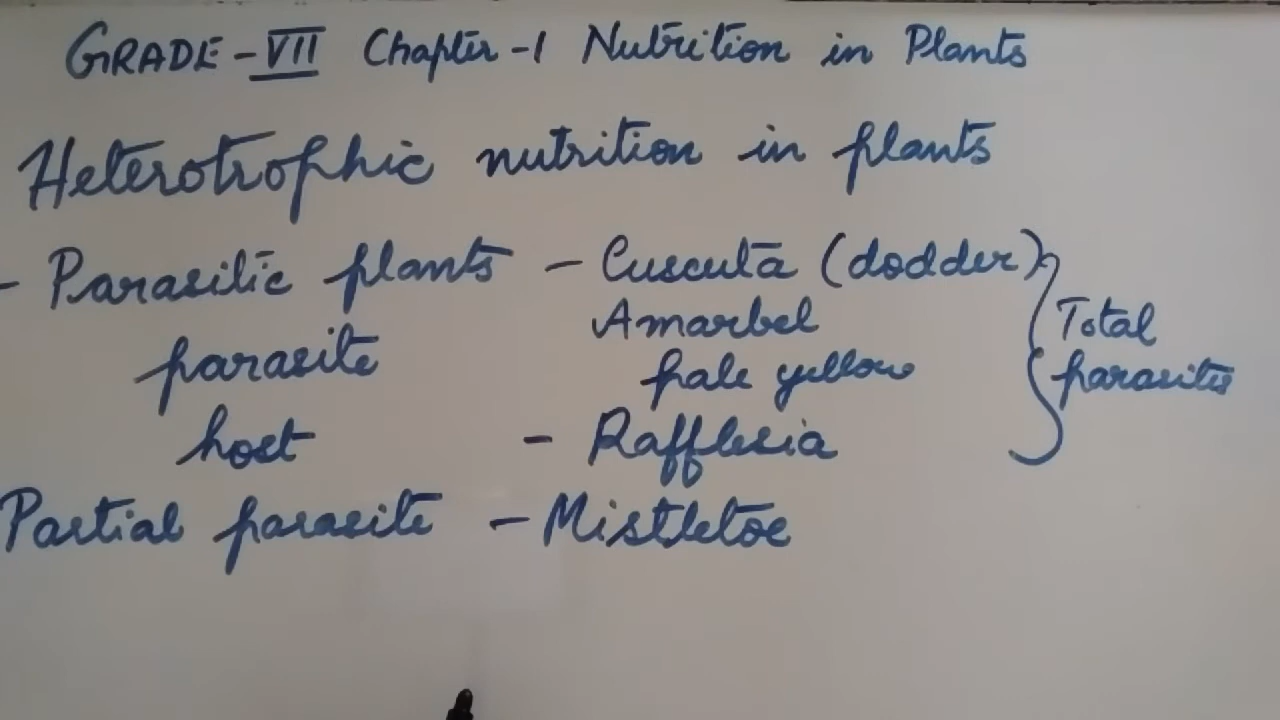 GRADE-VII Chapter-1 Nutrition in Plants
Heterotrophic nutrition in plants
- Parasitic plants - Cuscuta (dodder)
Amarbel
Total
parasite
pale yellow
parasites
host
- Rafflesia
Partial parasite - Mistletoe